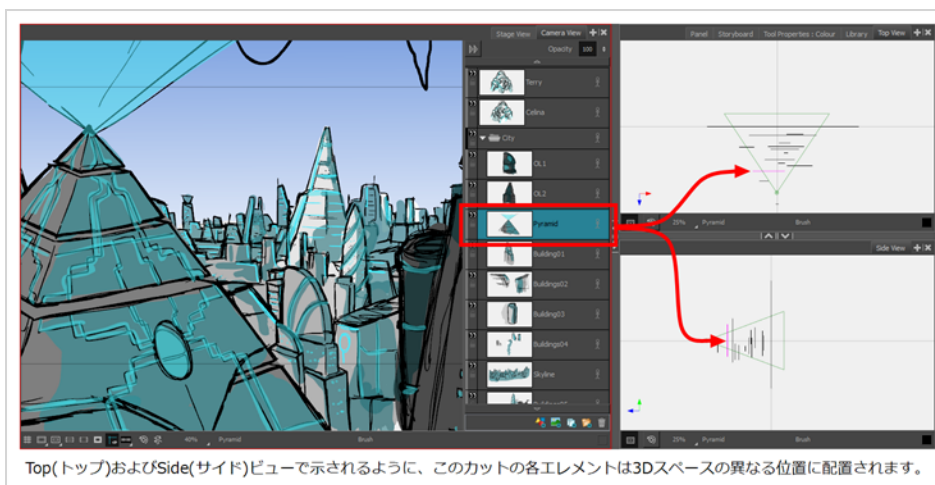 Stage View Camera View
Opacity 100
Terry
Celina
City
OL1
OL2
Pyramid
Building01
Buildings02
Building03
Buildings04
Skyline
40% Pyramid Brush
Panel Storyboard Tool Properties : Colour Library Top View
25% Pyramid Brush
Side View
25% Pyramid Brush
Top(トップ)およびSide(サイド)ビューで示されるように、このカットの各エレメントは3Dスペースの異なる位置に配置されます。